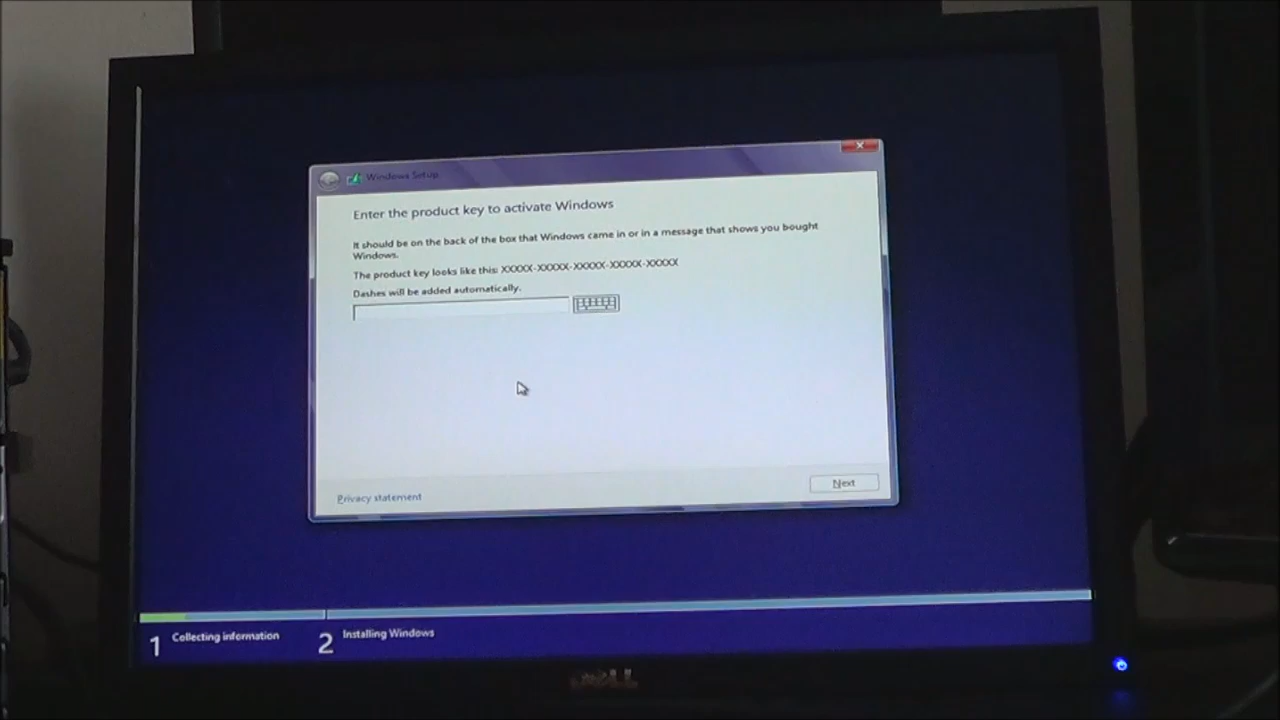 Windows Setup
Enter the product key to activate Windows
It should be on the back of the box that Windows came in or in a message that shows you bought
Windows.
The product key looks like this: XXXXX-XXXXX-XXXXX-XXXXX-XXXXX
Dashes will be added automatically.
Next
Privacy statement
1 Collecting information
2 Installing Windows
DELL